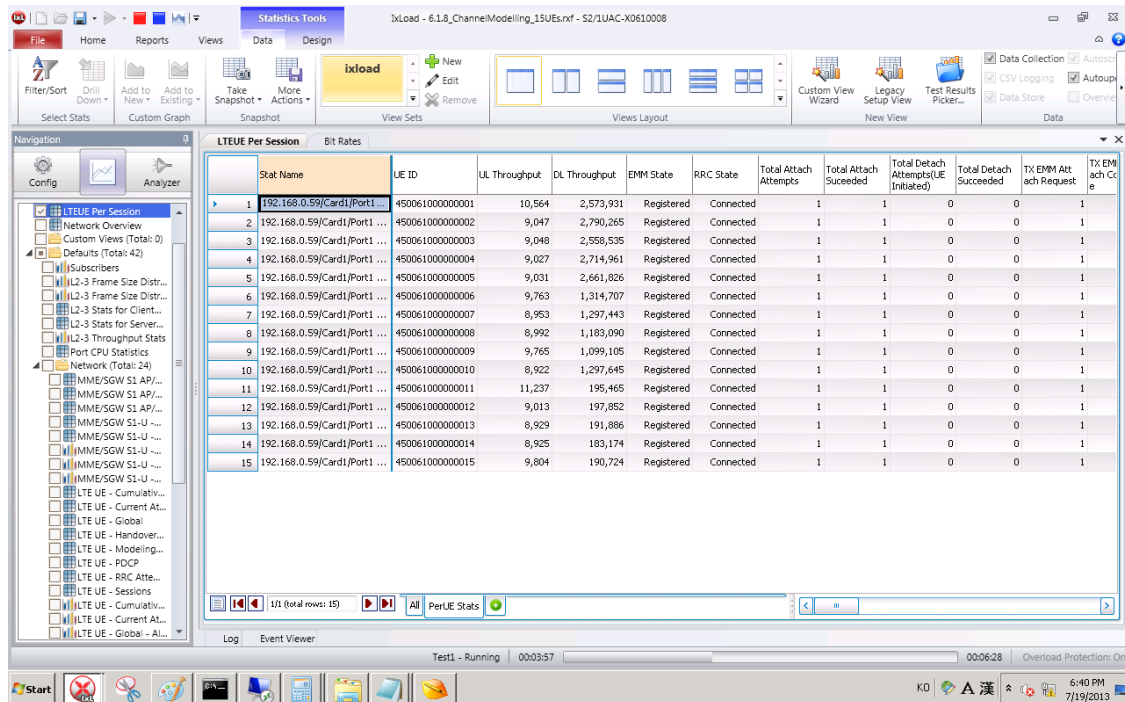 Statistics Tools
IxLoad - 6.1.8_ChannelModelling_15UEs.rxf - S2/1UAC-X0610008
File Home Reports Views Data Design
Filter/Sort
Drill Down
Add to New
Add to Existing
Take Snapshot
More Actions
ixload
New
Edit
Remove
Custom View Wizard
Legacy Setup View
Test Results Picker...
Data Collection
CSV Logging
Data Store
Select Stats Custom Graph Snapshot View Sets Views Layout New View Data
Navigation
Config Analyzer
LTEUE Per Session
Network Overview
Custom Views (Total: 0)
Defaults (Total: 42)
Subscribers
L2-3 Frame Size Distr...
L2-3 Frame Size Distr...
L2-3 Stats for Client...
L2-3 Stats for Server...
L2-3 Throughput Stats
Port CPU Statistics
Network (Total: 24)
MME/SGW S1 AP/...
MME/SGW S1 AP/...
MME/SGW S1 AP/...
MME/SGW S1-U -...
MME/SGW S1-U -...
MME/SGW S1-U -...
MME/SGW S1-U -...
LTE UE - Cumulativ...
LTE UE - Current At...
LTE UE - Global
LTE UE - Handover...
LTE UE - Modeling...
LTE UE - PDCP
LTE UE - RRC Atte...
LTE UE - Sessions
LTE UE - Cumulativ...
LTE UE - Current At...
LTE UE - Global - Al...
LTEUE Per Session Bit Rates
Stat Name UE ID UL Throughput DL Throughput EMM State RRC State Total Attach Attempts Total Attach Suceeded Total Detach Attempts(UE Initiated) Total Detach Succeeded TX EMM Att ach Request
1 192.168.0.59/Card1/Port1 ... 450061000000001 10,564 2,573,931 Registered Connected 1 1 0 0 1
2 192.168.0.59/Card1/Port1 ... 450061000000002 9,047 2,790,265 Registered Connected 1 1 0 0 1
3 192.168.0.59/Card1/Port1 ... 450061000000003 9,048 2,558,535 Registered Connected 1 1 0 0 1
4 192.168.0.59/Card1/Port1 ... 450061000000004 9,027 2,714,961 Registered Connected 1 1 0 0 1
5 192.168.0.59/Card1/Port1 ... 450061000000005 9,031 2,661,826 Registered Connected 1 1 0 0 1
6 192.168.0.59/Card1/Port1 ... 450061000000006 9,763 1,314,707 Registered Connected 1 1 0 0 1
7 192.168.0.59/Card1/Port1 ... 450061000000007 8,953 1,297,443 Registered Connected 1 1 0 0 1
8 192.168.0.59/Card1/Port1 ... 450061000000008 8,992 1,183,090 Registered Connected 1 1 0 0 1
9 192.168.0.59/Card1/Port1 ... 450061000000009 9,765 1,099,105 Registered Connected 1 1 0 0 1
10 192.168.0.59/Card1/Port1 ... 450061000000010 8,922 1,297,645 Registered Connected 1 1 0 0 1
11 192.168.0.59/Card1/Port1 ... 450061000000011 11,237 195,465 Registered Connected 1 1 0 0 1
12 192.168.0.59/Card1/Port1 ... 450061000000012 9,013 197,852 Registered Connected 1 1 0 0 1
13 192.168.0.59/Card1/Port1 ... 450061000000013 8,929 191,886 Registered Connected 1 1 0 0 1
14 192.168.0.59/Card1/Port1 ... 450061000000014 8,925 183,174 Registered Connected 1 1 0 0 1
15 192.168.0.59/Card1/Port1 ... 450061000000015 9,804 190,724 Registered Connected 1 1 0 0 1
1/1 (total rows: 15) All PerUE Stats
Log Event Viewer
Test1 - Running 00:03:57 00:06:28 Overload Protection: On
Start KO A 漢 6:40 PM
7/19/2013